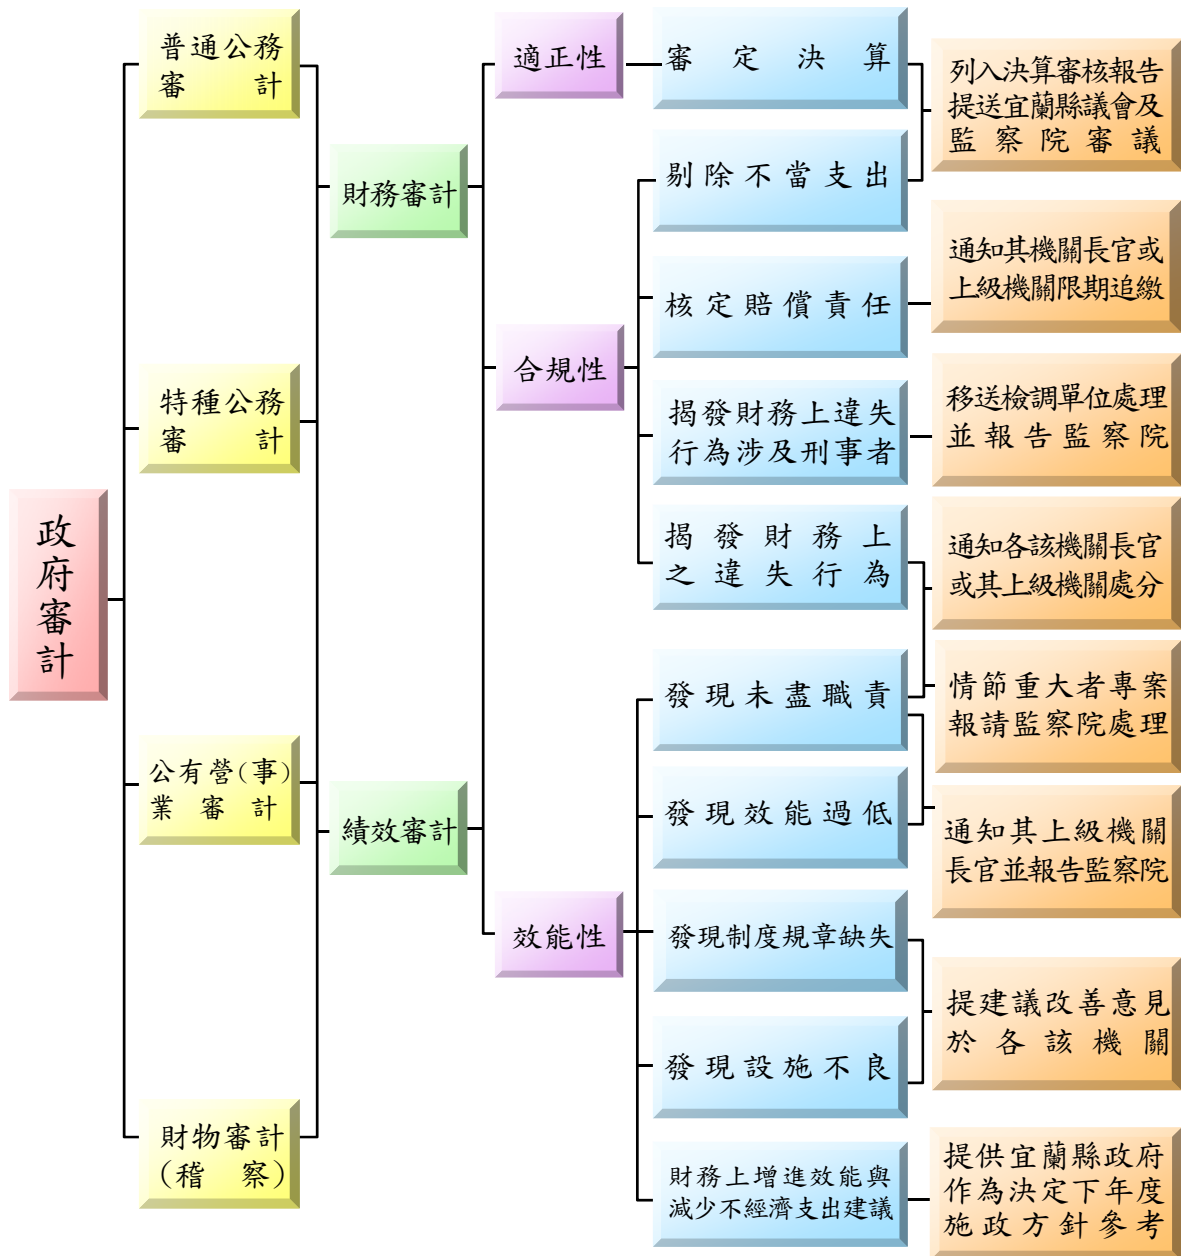 政府審計
普通公務
審計
特種公務
審計
公有營(事)
業審計
財物審計
(稽察)
財務審計
績效審計
適正性
合規性
效能性
審定決算
剔除不當支出
核定賠償責任
揭發財務上違失
行為涉及刑事者
揭發財務上
之違失行為
發現未盡職責
發現效能過低
發現制度規章缺失
發現設施不良
財務上增進效能與
減少不經濟支出建議
列入決算審核報告
提送宜蘭縣議會及
監察院審議
通知其機關長官或
上級機關限期追繳
移送檢調單位處理
並報告監察院
通知各該機關長官
或其上級機關處分
情節重大者專案
報請監察院處理
通知其上級機關
長官並報告監察院
提建議改善意見
於各該機關
提供宜蘭縣政府
作為決定下年度
施政方針參考